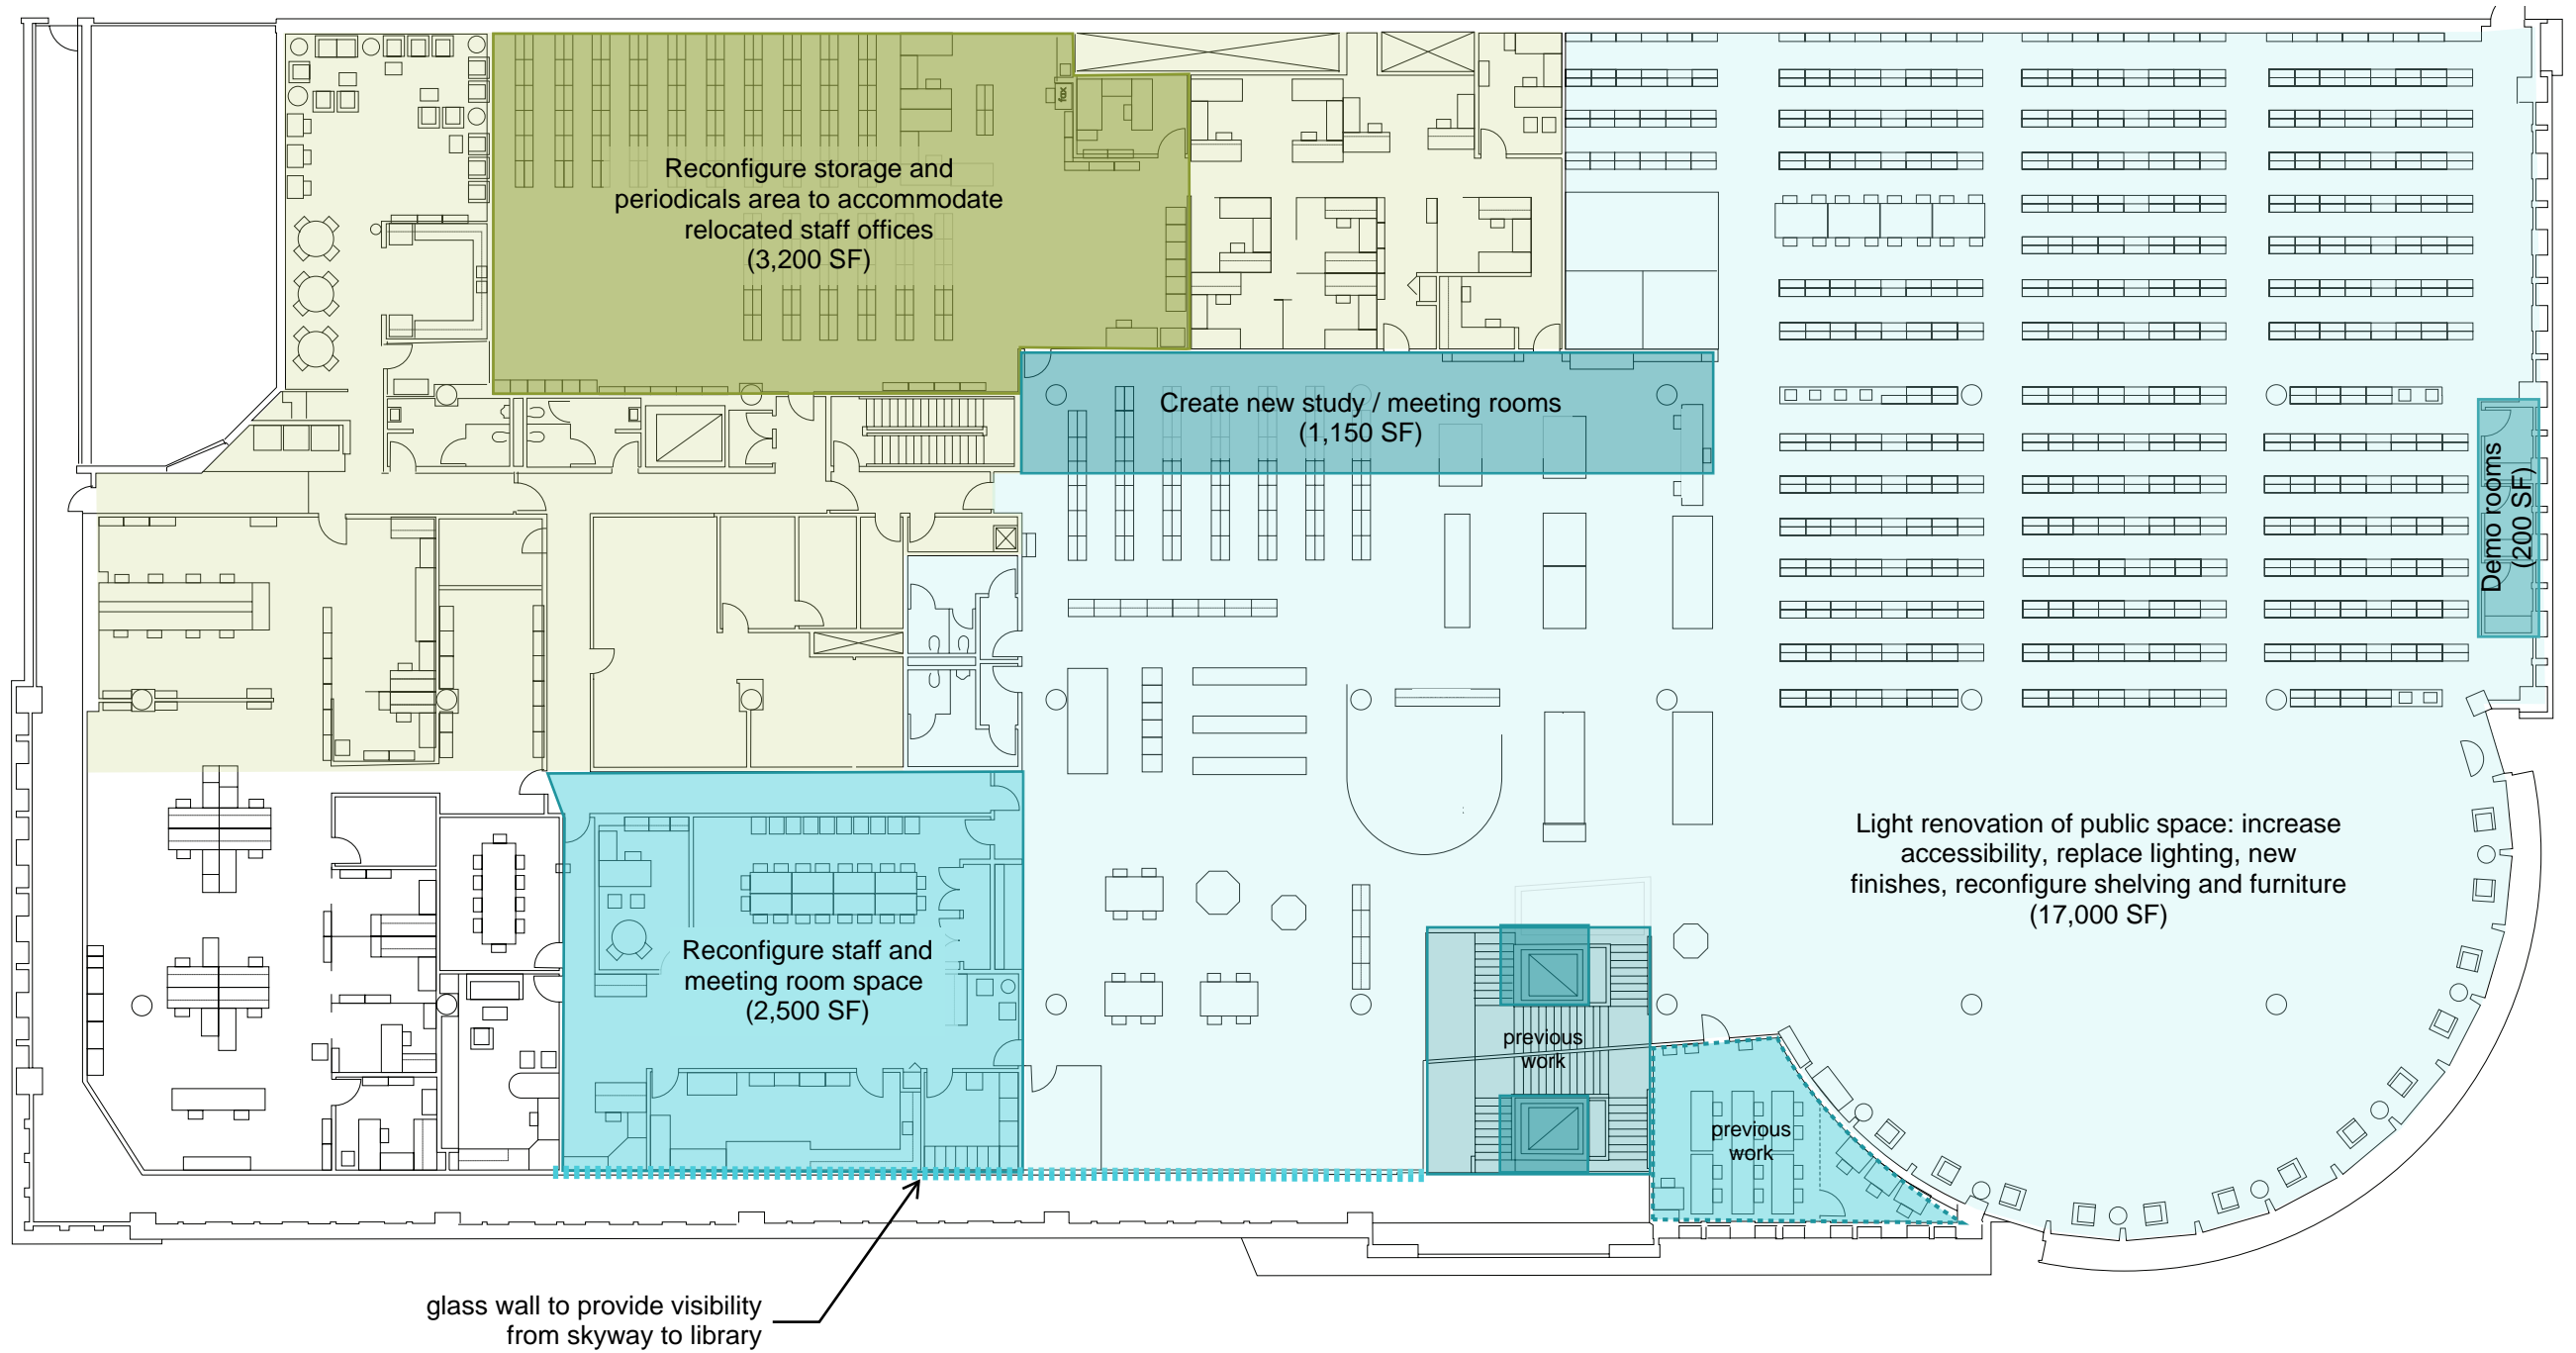 fax
Reconfigure storage and
periodicals area to accommodate
relocated staff offices
(3,200 SF)
Create new study / meeting rooms
(1,150 SF)
Demo rooms
(200 SF)
Light renovation of public space: increase
accessibility, replace lighting, new
finishes, reconfigure shelving and furniture
(17,000 SF)
Reconfigure staff and
meeting room space
(2,500 SF)
previous
work
previous
work
glass wall to provide visibility
from skyway to library